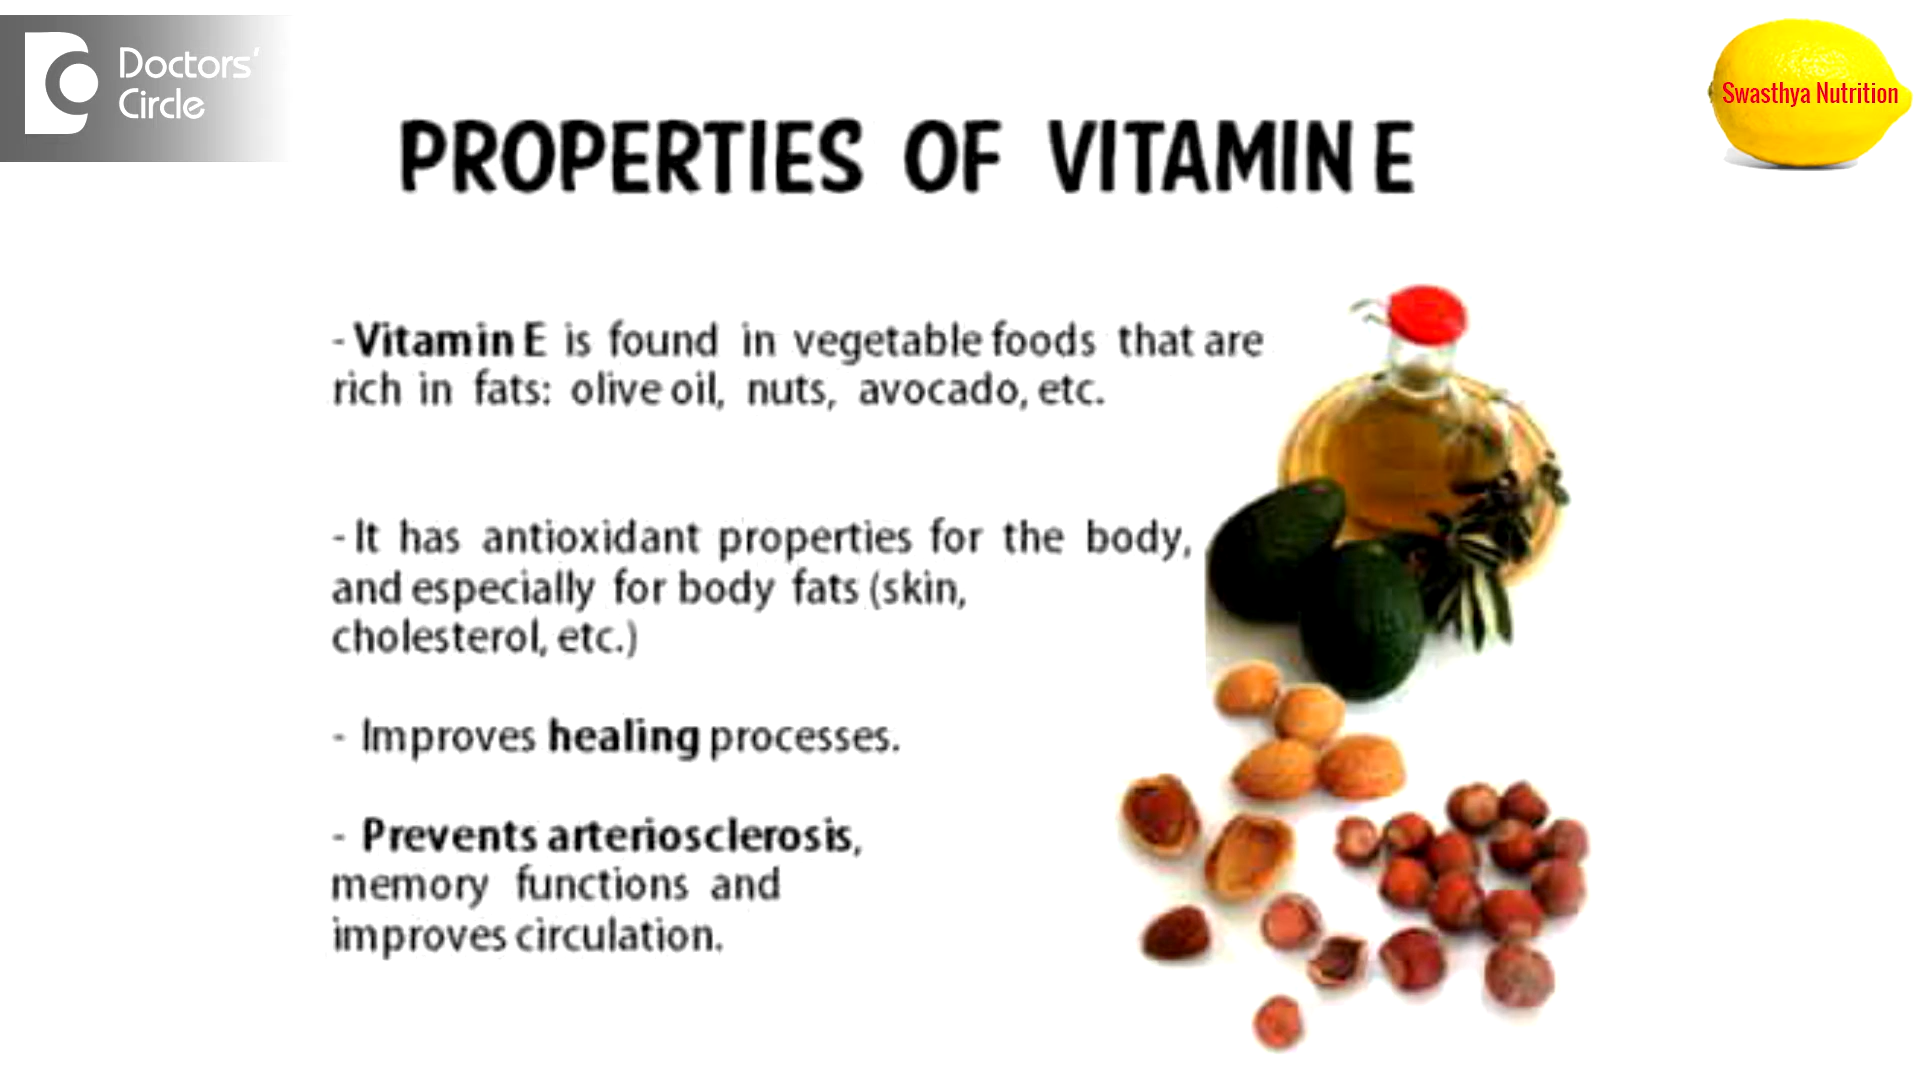 Doctors'
Circle
Swasthya Nutrition
PROPERTIES OF VITAMIN E
- Vitamin E is found in vegetable foods that are
rich in fats: olive oil, nuts, avocado, etc.
- It has antioxidant properties for the body,
and especially for body fats (skin,
cholesterol, etc.)
- Improves healing processes.
- Prevents arteriosclerosis,
memory functions and
improves circulation.